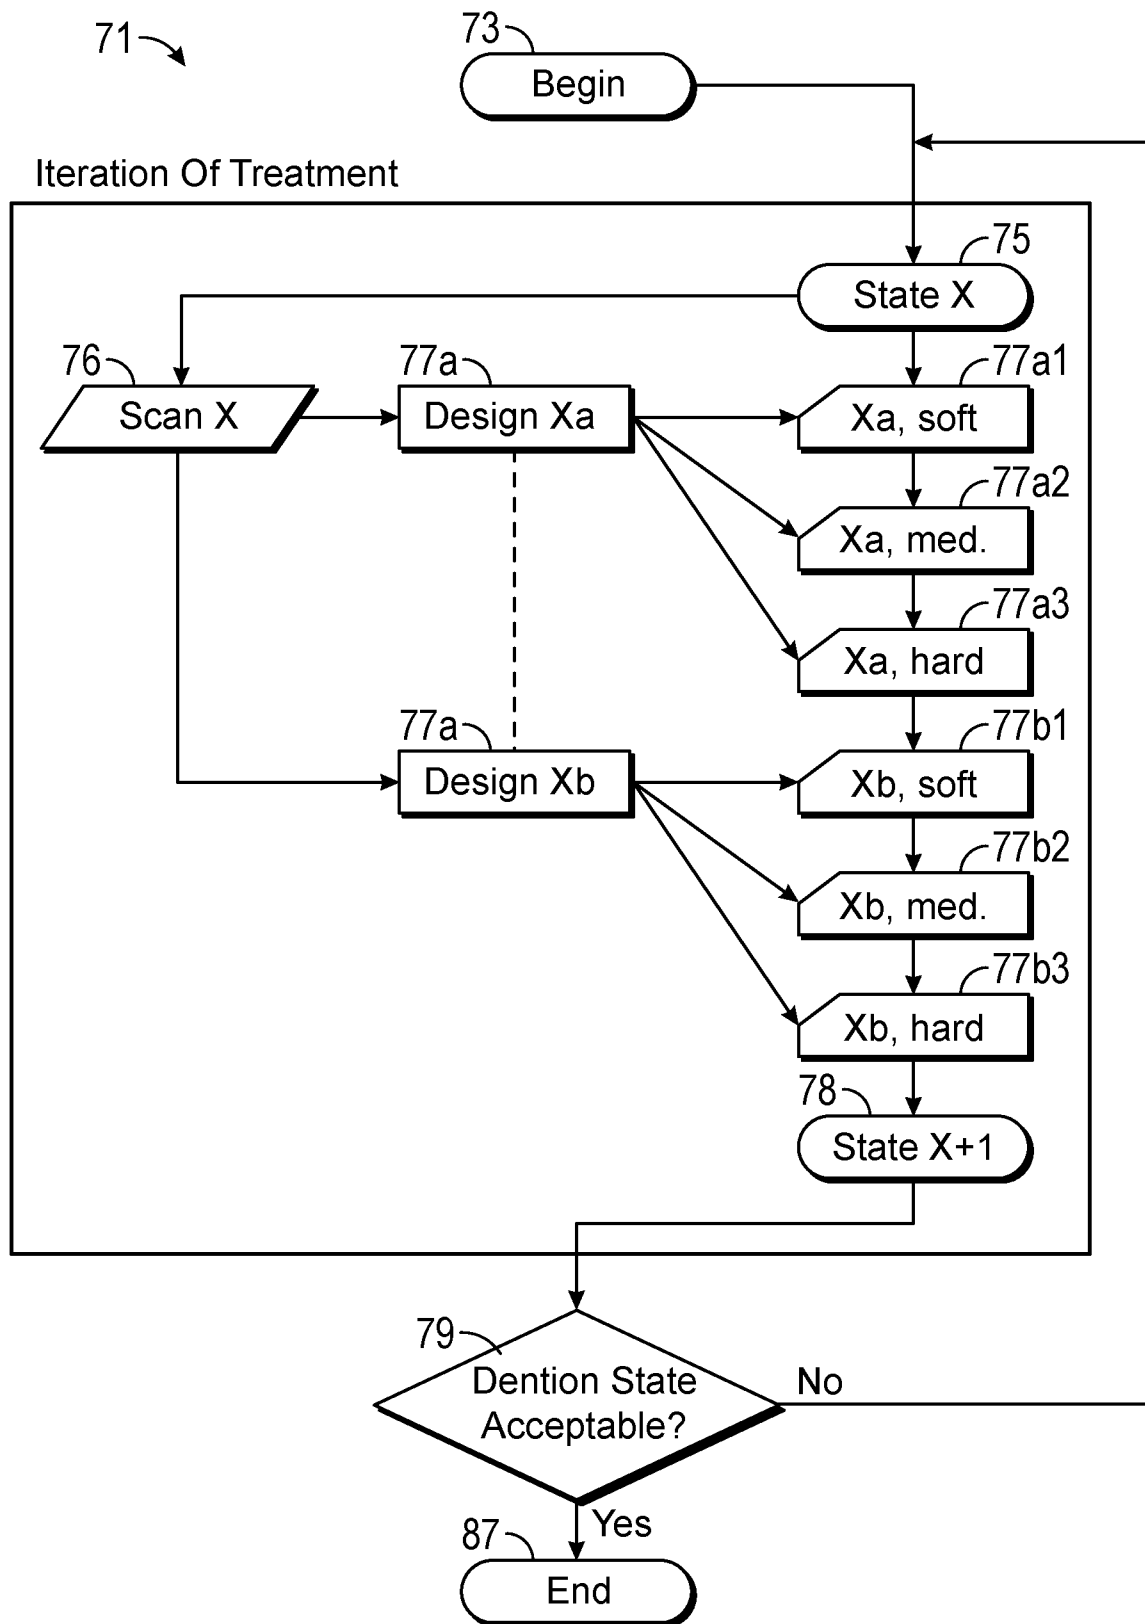 71
73
Begin
Iteration Of Treatment
75
State X
76
Scan X
77a
Design Xa
77a1
Xa, soft
77a2
Xa, med.
77a3
Xa, hard
77a
Design Xb
77b1
Xb, soft
77b2
Xb, med.
77b3
Xb, hard
78
State X+1
79
Dention State
Acceptable?
No
Yes
87
End